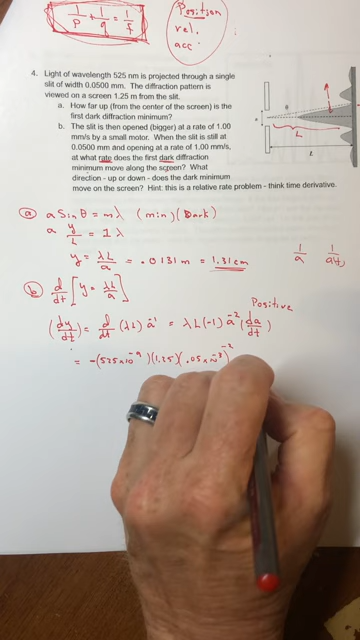 1/p + 1/q = 1/f
Position
vel.
acc
4. Light of wavelength 525 nm is projected through a single
slit of width 0.0500 mm. The diffraction pattern is
viewed on a screen 1.25 m from the slit.
a. How far up (from the center of the screen) is the
first dark diffraction minimum?
b. The slit is then opened (bigger) at a rate of 1.00
mm/s by a small motor. When the slit is still at
0.0500 mm and opening at a rate of 1.00 mm/s,
at what rate does the first dark diffraction
minimum move along the screen? What
direction - up or down - does the dark minimum
move on the screen? Hint: this is a relative rate problem - think time derivative.
θ
a
L
L
(a) a Sin θ = mλ (min) (Dark)
a y/L = 1 λ
y = λL/a = .0131 m = 1.31 cm
1/a
(b) d/dt [y = λL/a]
Positive
(dy/dt) = d/dt (λL) a⁻¹ = λL(-1) a⁻² (da/dt)
= -(525x10⁻⁹)(1.25)(.05x10⁻³)⁻²